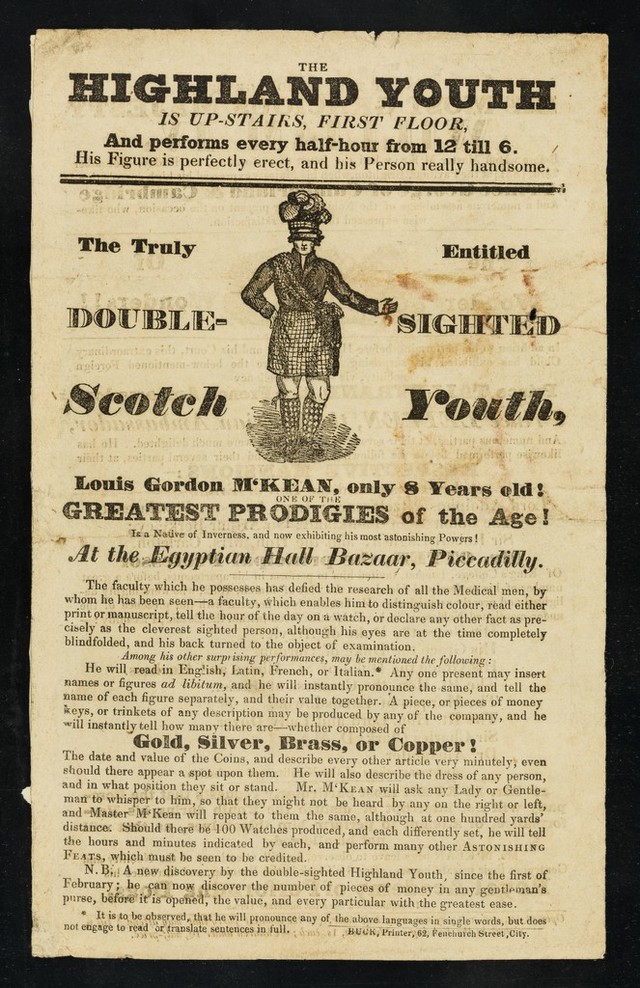 THE
HIGHLAND YOUTH
IS UP-STAIRS, FIRST FLOOR,
And performs every half-hour from 12 till 6.
His Figure is perfectly erect, and his Person really handsome.
The Truly Entitled
DOUBLE- SIGHTED
Scotch Youth,
Louis Gordon M'KEAN, only 8 Years old!
ONE OF THE
GREATEST PRODIGIES of the Age!
Is a Native of Inverness, and now exhibiting his most astonishing Powers!
At the Egyptian Hall Bazaar, Piccadilly.
The faculty which he possesses has defied the research of all the Medical men, by
whom he has been seen—a faculty, which enables him to distinguish colour, read either
print or manuscript, tell the hour of the day on a watch, or declare any other fact as pre-
cisely as the cleverest sighted person, although his eyes are at the time completely
blindfolded, and his back turned to the object of examination.
Among his other surprising performances, may be mentioned the following:
He will read in English, Latin, French, or Italian.* Any one present may insert
names or figures ad libitum, and he will instantly pronounce the same, and tell the
name of each figure separately, and their value together. A piece, or pieces of money
keys, or trinkets of any description may be produced by any of the company, and he
will instantly tell how many there are—whether composed of
Gold, Silver, Brass, or Copper!
The date and value of the Coins, and describe every other article very minutely, even
should there appear a spot upon them. He will also describe the dress of any person,
and in what position they sit or stand. Mr. M'KEAN will ask any Lady or Gentle-
man to whisper to him, so that they might not be heard by any on the right or left,
and Master M'Kean will repeat to them the same, although at one hundred yards'
distance. Should there be 100 Watches produced, and each differently set, he will tell
the hours and minutes indicated by each, and perform many other ASTONISHING
FEATS, which must be seen to be credited.
N.B. A new discovery by the double-sighted Highland Youth, since the first of
February; he can now discover the number of pieces of money in any gentleman's
purse, before it is opened, the value, and every particular with the greatest ease.
* It is to be observed, that he will pronounce any of the above languages in single words, but does
not engage to read or translate sentences in full. BUCK, Printer, 62, Fenchurch Street, City.